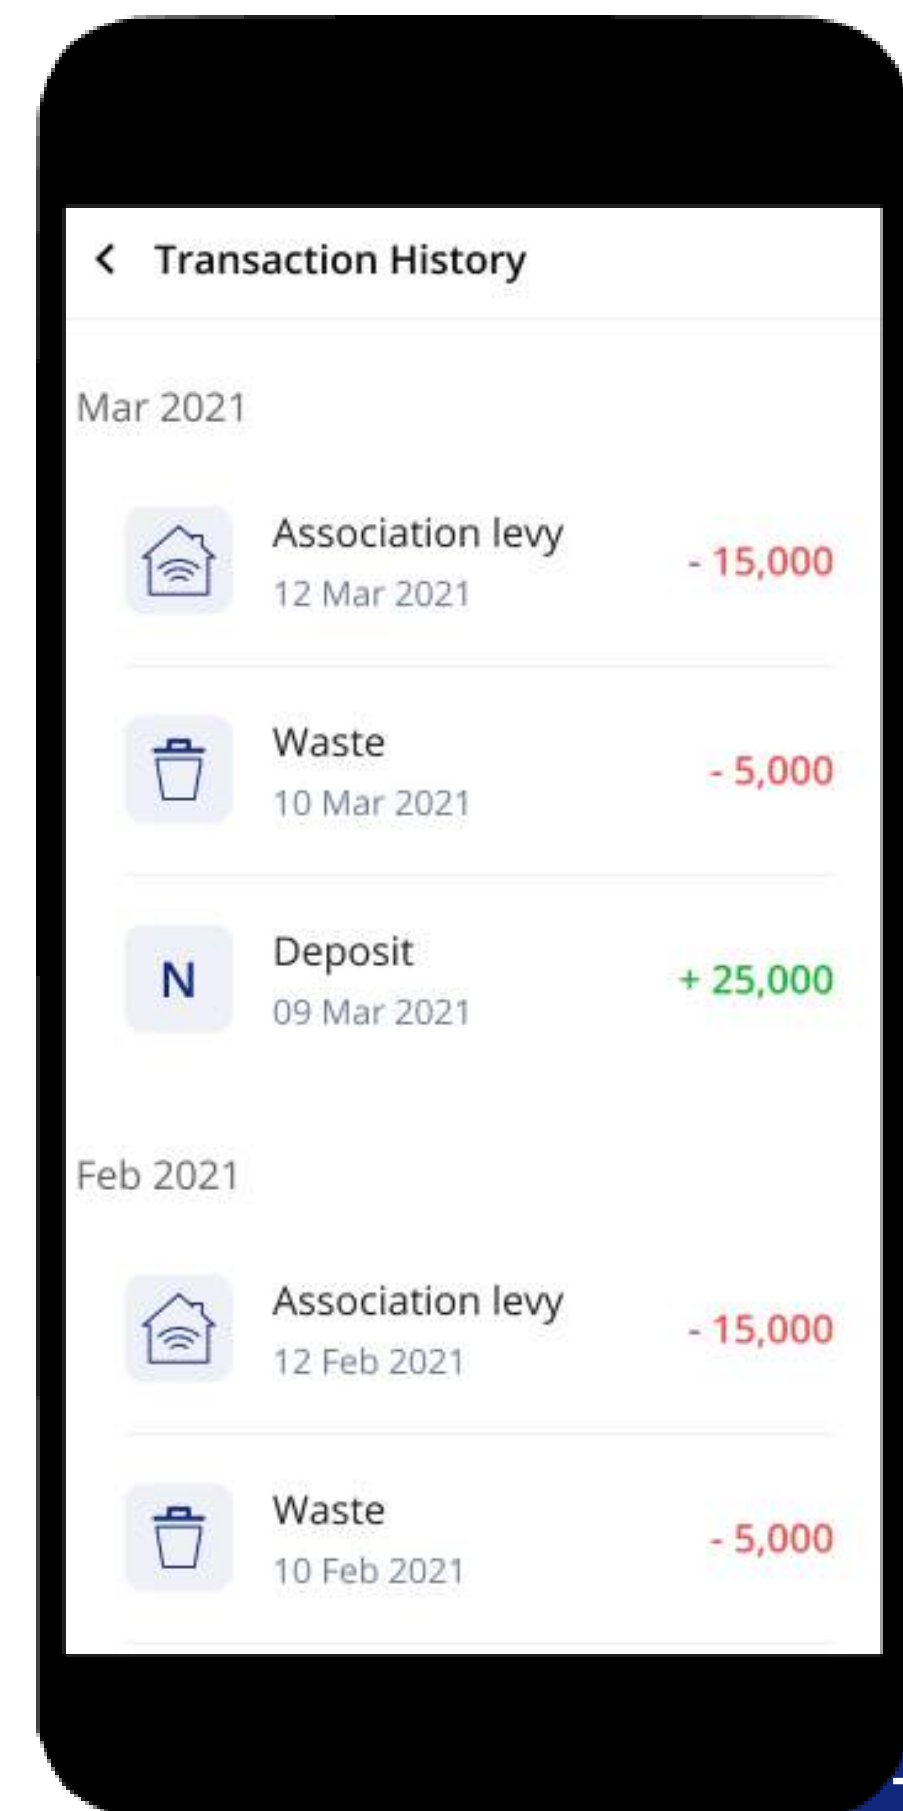 Transaction History
Mar 2021
Association levy
12 Mar 2021
- 15,000
Waste
10 Mar 2021
- 5,000
N
Deposit
09 Mar 2021
+ 25,000
Feb 2021
Association levy
12 Feb 2021
- 15,000
Waste
10 Feb 2021
- 5,000